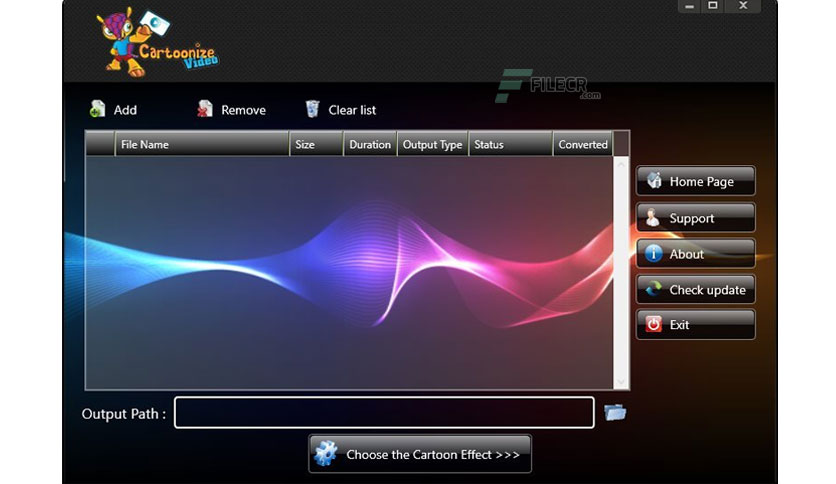 Cartoonize
Video
FILECR
.com
Add Remove Clear list
File Name Size Duration Output Type Status Converted
Home Page
Support
About
Check update
Exit
Output Path :
Choose the Cartoon Effect >>>